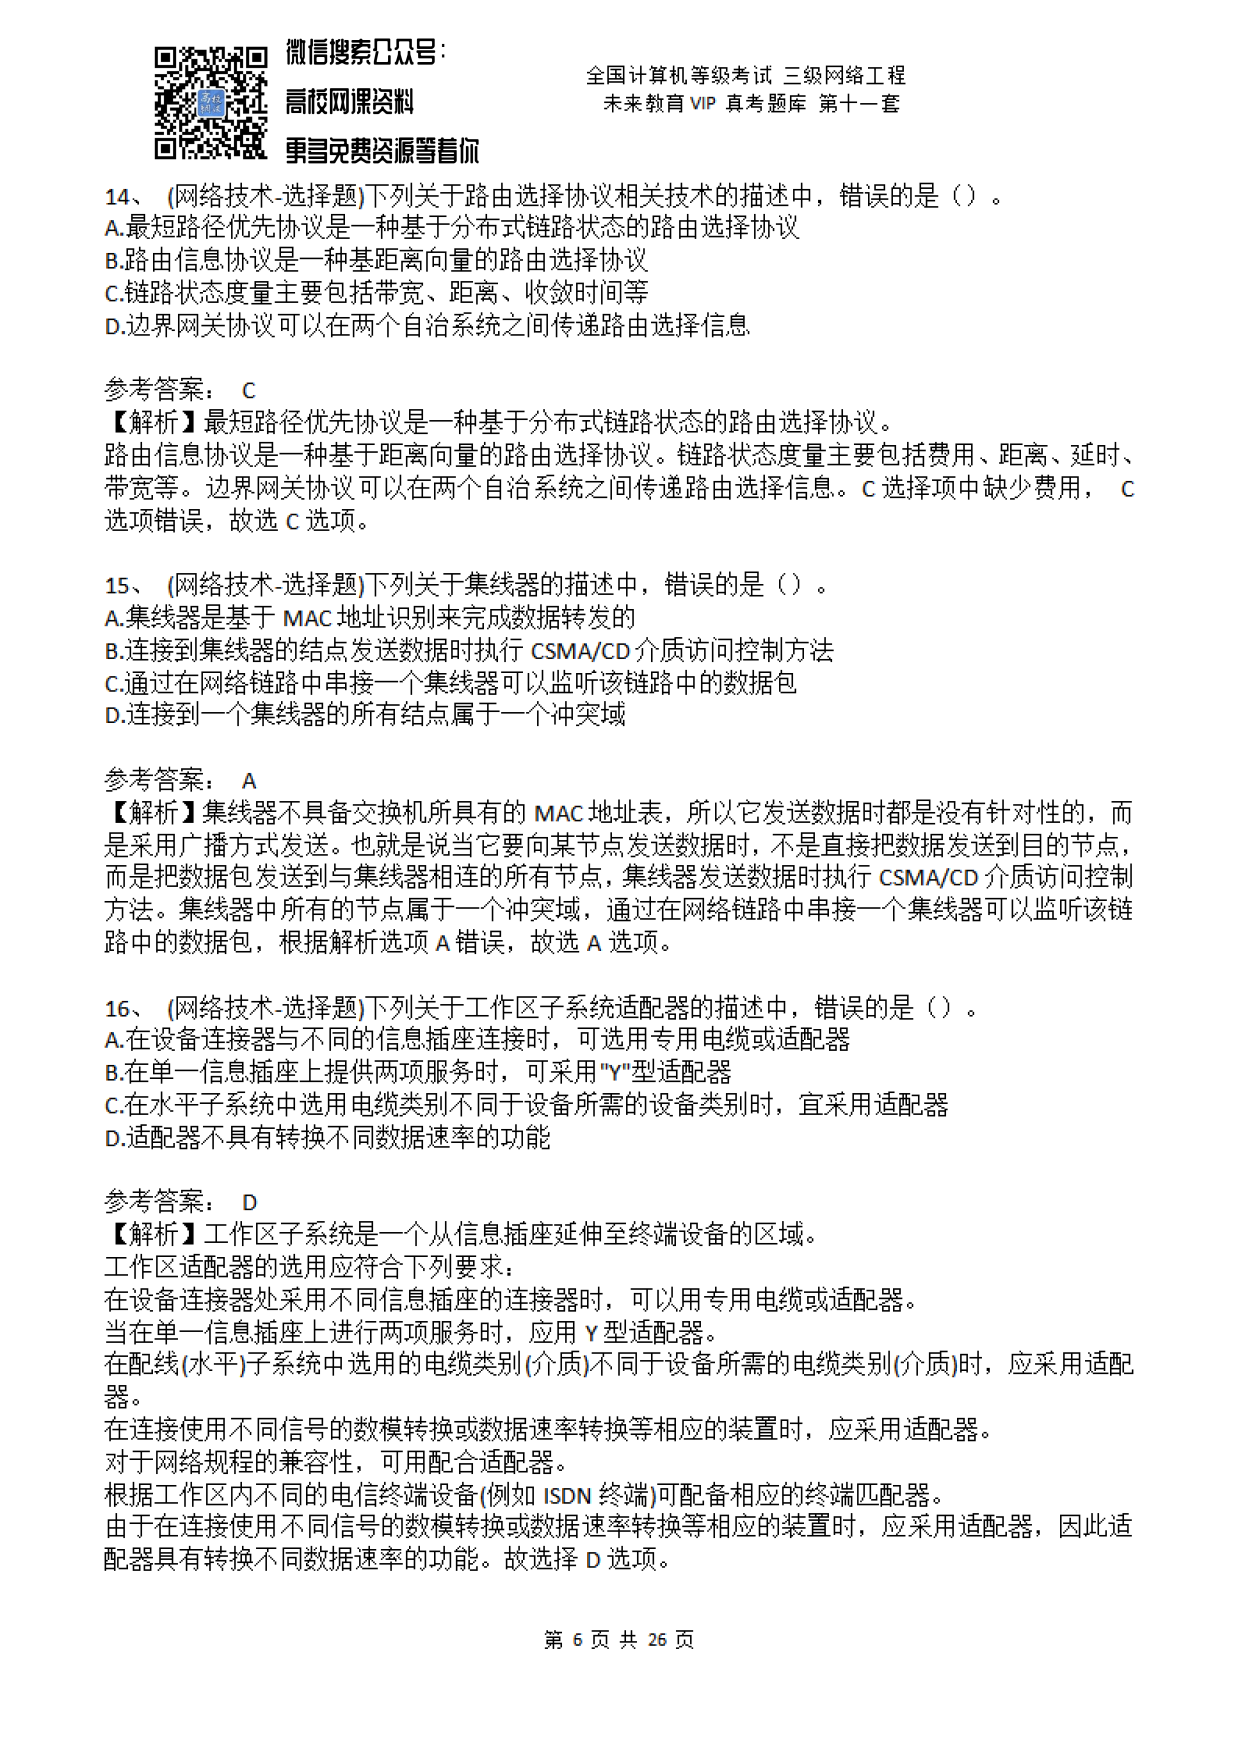 微信搜索公众号：
高校网课资料
更多免费资源等着你
全国计算机等级考试 三级网络工程
未来教育 VIP 真考题库 第十一套
14、 (网络技术-选择题)下列关于路由选择协议相关技术的描述中，错误的是（）。
A.最短路径优先协议是一种基于分布式链路状态的路由选择协议
B.路由信息协议是一种基距离向量的路由选择协议
C.链路状态度量主要包括带宽、距离、收敛时间等
D.边界网关协议可以在两个自治系统之间传递路由选择信息
参考答案： C
【解析】最短路径优先协议是一种基于分布式链路状态的路由选择协议。
路由信息协议是一种基于距离向量的路由选择协议。链路状态度量主要包括费用、距离、延时、
带宽等。边界网关协议可以在两个自治系统之间传递路由选择信息。C 选择项中缺少费用， C
选项错误，故选 C 选项。
15、 (网络技术-选择题)下列关于集线器的描述中，错误的是（）。
A.集线器是基于 MAC 地址识别来完成数据转发的
B.连接到集线器的结点发送数据时执行 CSMA/CD 介质访问控制方法
C.通过在网络链路中串接一个集线器可以监听该链路中的数据包
D.连接到一个集线器的所有结点属于一个冲突域
参考答案： A
【解析】集线器不具备交换机所具有的 MAC 地址表，所以它发送数据时都是没有针对性的，而
是采用广播方式发送。也就是说当它要向某节点发送数据时，不是直接把数据发送到目的节点，
而是把数据包发送到与集线器相连的所有节点，集线器发送数据时执行 CSMA/CD 介质访问控制
方法。集线器中所有的节点属于一个冲突域，通过在网络链路中串接一个集线器可以监听该链
路中的数据包，根据解析选项 A 错误，故选 A 选项。
16、 (网络技术-选择题)下列关于工作区子系统适配器的描述中，错误的是（）。
A.在设备连接器与不同的信息插座连接时，可选用专用电缆或适配器
B.在单一信息插座上提供两项服务时，可采用"Y"型适配器
C.在水平子系统中选用电缆类别不同于设备所需的设备类别时，宜采用适配器
D.适配器不具有转换不同数据速率的功能
参考答案： D
【解析】工作区子系统是一个从信息插座延伸至终端设备的区域。
工作区适配器的选用应符合下列要求：
在设备连接器处采用不同信息插座的连接器时，可以用专用电缆或适配器。
当在单一信息插座上进行两项服务时，应用 Y 型适配器。
在配线(水平)子系统中选用的电缆类别(介质)不同于设备所需的电缆类别(介质)时，应采用适配
器。
在连接使用不同信号的数模转换或数据速率转换等相应的装置时，应采用适配器。
对于网络规程的兼容性，可用配合适配器。
根据工作区内不同的电信终端设备(例如 ISDN 终端)可配备相应的终端匹配器。
由于在连接使用不同信号的数模转换或数据速率转换等相应的装置时，应采用适配器，因此适
配器具有转换不同数据速率的功能。故选择 D 选项。
第 6 页 共 26 页